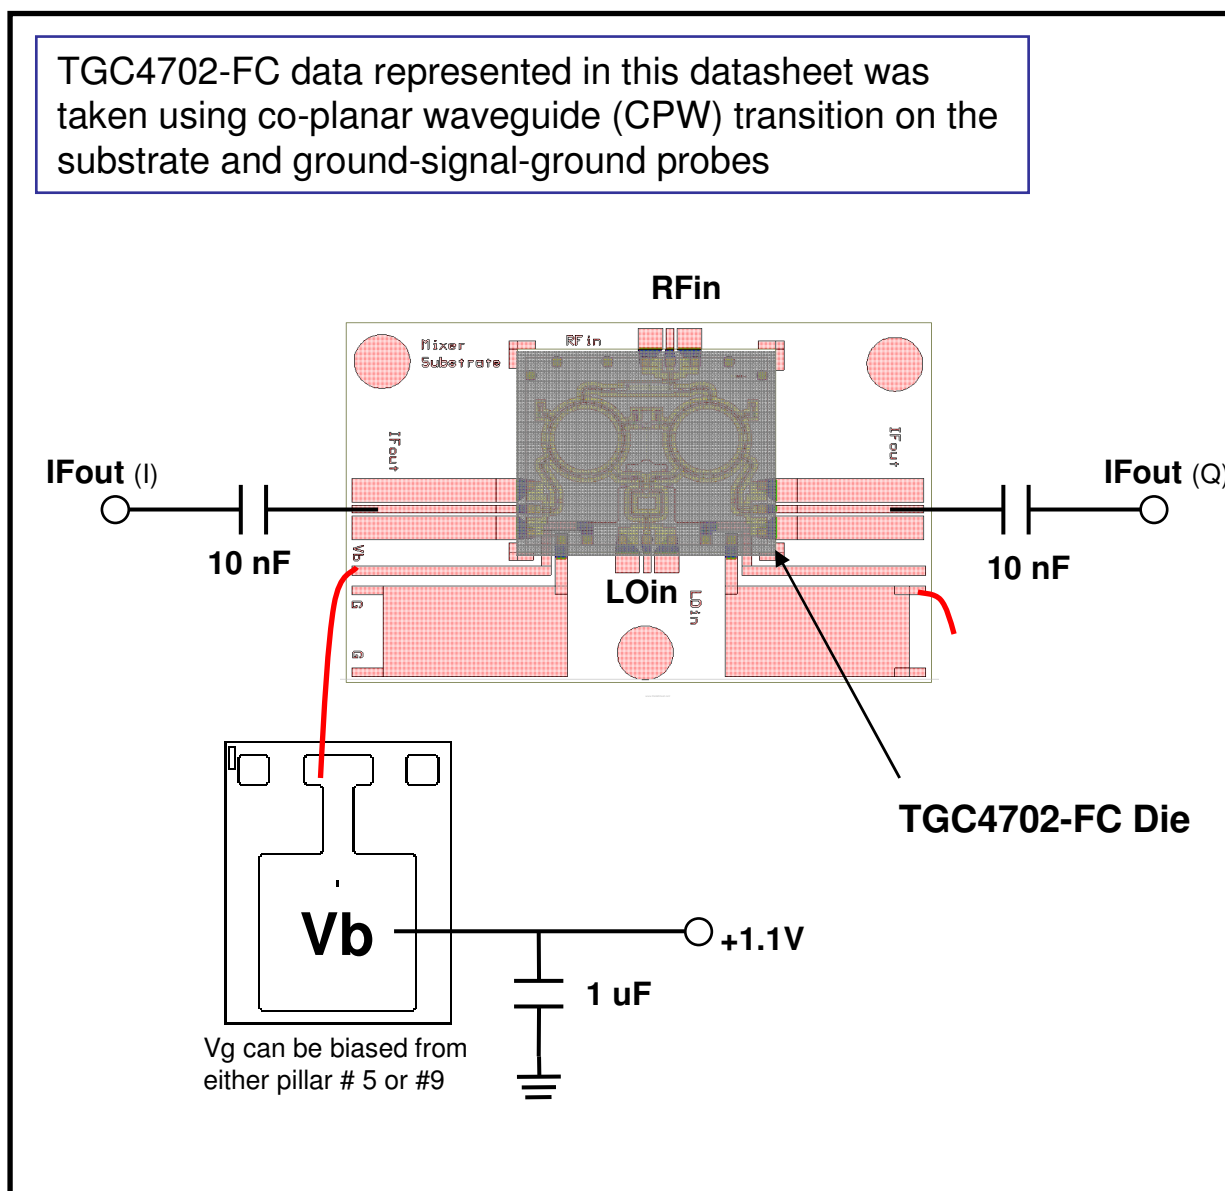 TGC4702-FC data represented in this datasheet was
taken using co-planar waveguide (CPW) transition on the
substrate and ground-signal-ground probes
RFin
Mixer
Substrate
RFin
IFout
IFout
IFout (I)
IFout (Q)
10 nF
10 nF
Vb
LOin
LOin
G
G
TGC4702-FC Die
Vb
+1.1V
1 uF
Vg can be biased from
either pillar # 5 or #9